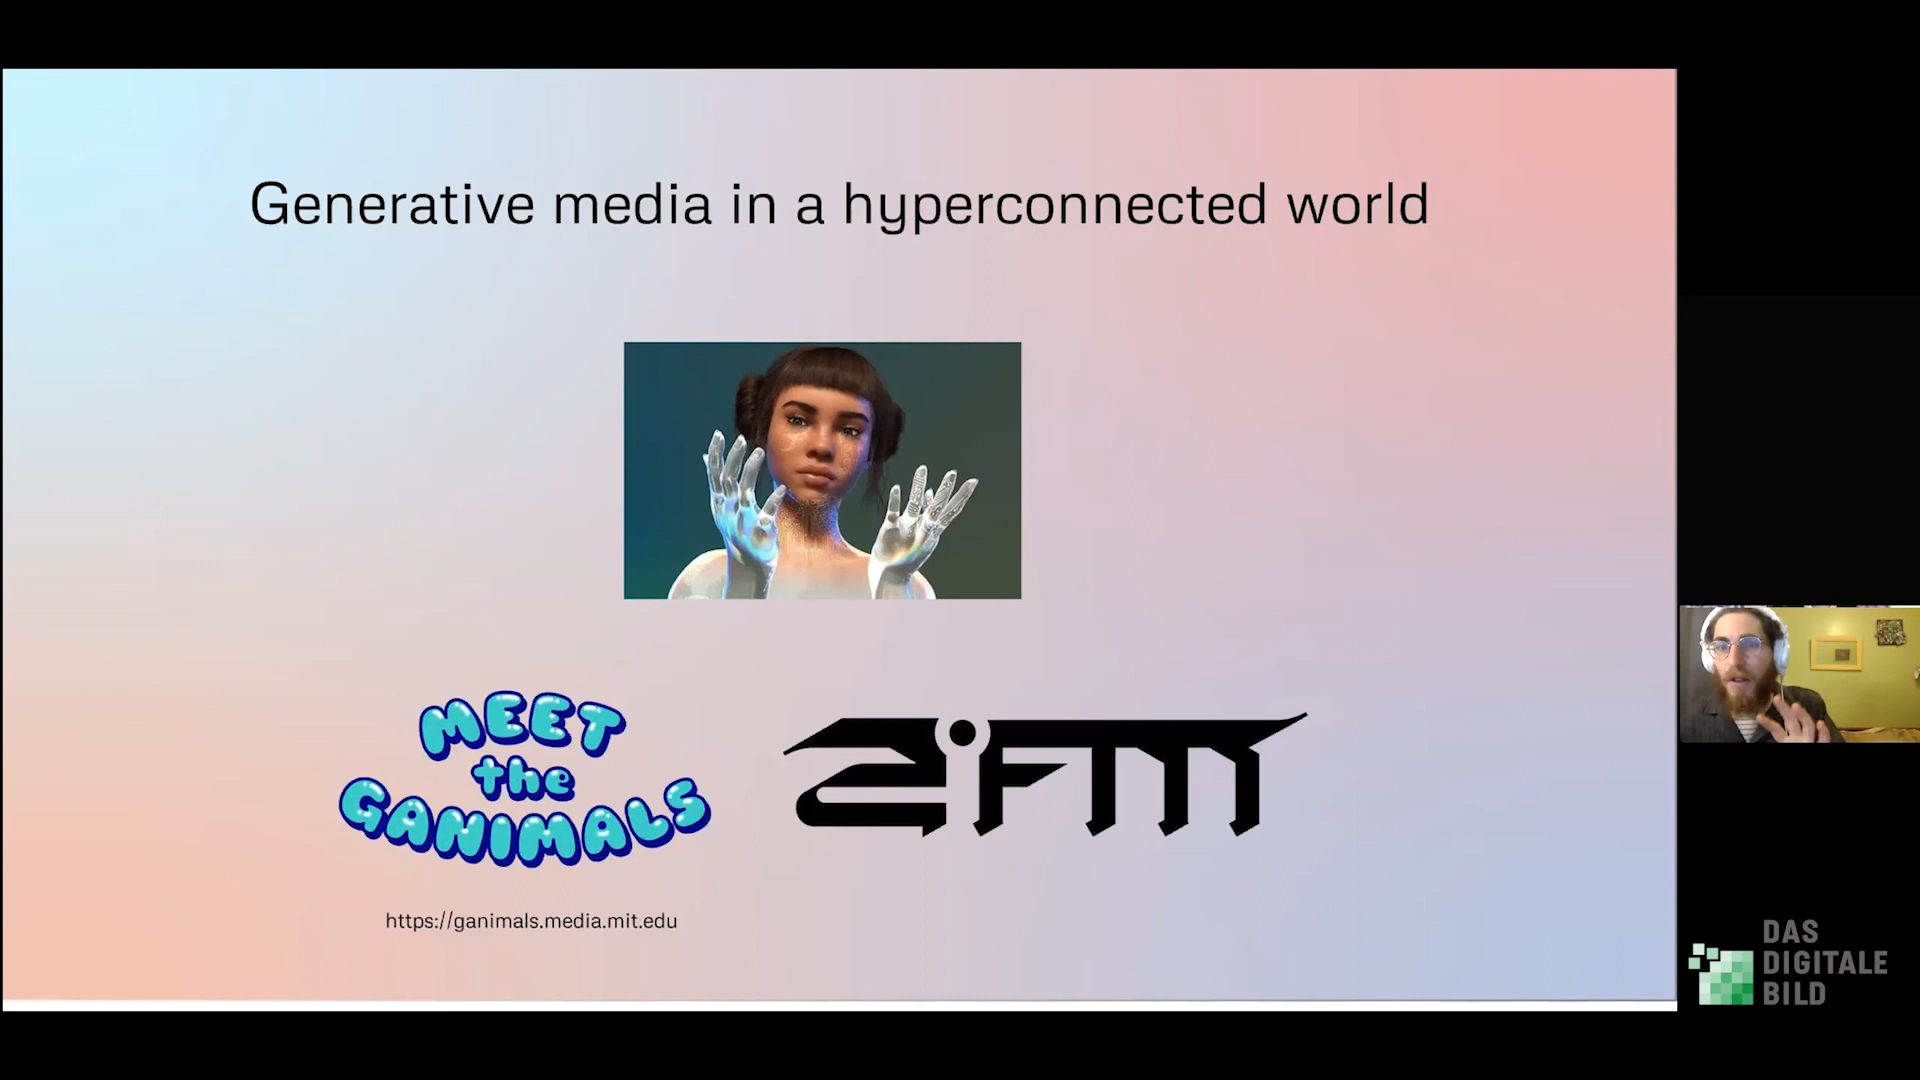 Generative media in a hyperconnected world
MEET
the
GANIMALS
https://ganimals.media.mit.edu
DAS
DIGITALE
BILD